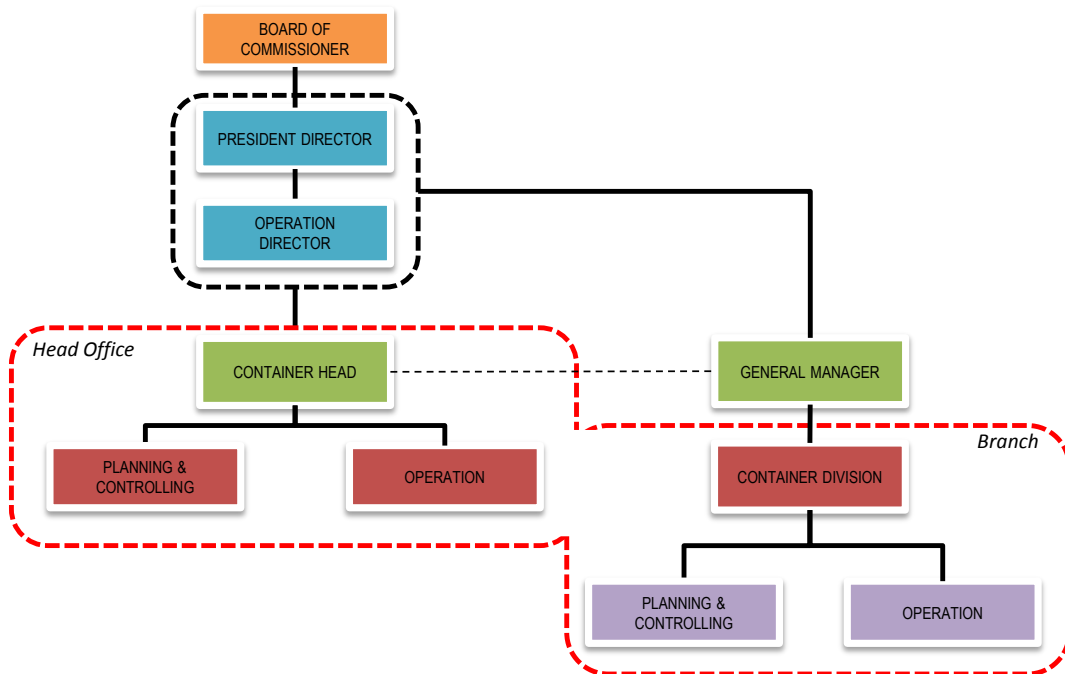 BOARD OF
COMMISSIONER
PRESIDENT DIRECTOR
OPERATION
DIRECTOR
Head Office
CONTAINER HEAD
GENERAL MANAGER
Branch
PLANNING &
CONTROLLING
OPERATION
CONTAINER DIVISION
PLANNING &
CONTROLLING
OPERATION